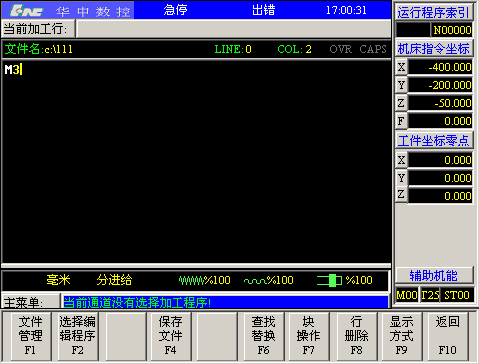 华中数控 急停 出错 17:00:31 运行程序索引
N00000
当前加工行:
文件名:c:\111 LINE:0 COL: 2 OVR CAPS 机床指令坐标
M3
X -400.000
Y -200.000
Z -50.000
F 0.000
工件坐标零点
X 0.000
Y 0.000
Z 0.000
毫米 分进给 %100 %100 %100 辅助机能
主菜单: 当前通道没有选择加工程序! M00 T25 ST00
文件 选择编 保存 查找 块 行 显示 返回
管理 辑程序 文件 替换 操作 删除 方式
F1 F2 F4 F6 F7 F8 F9 F10